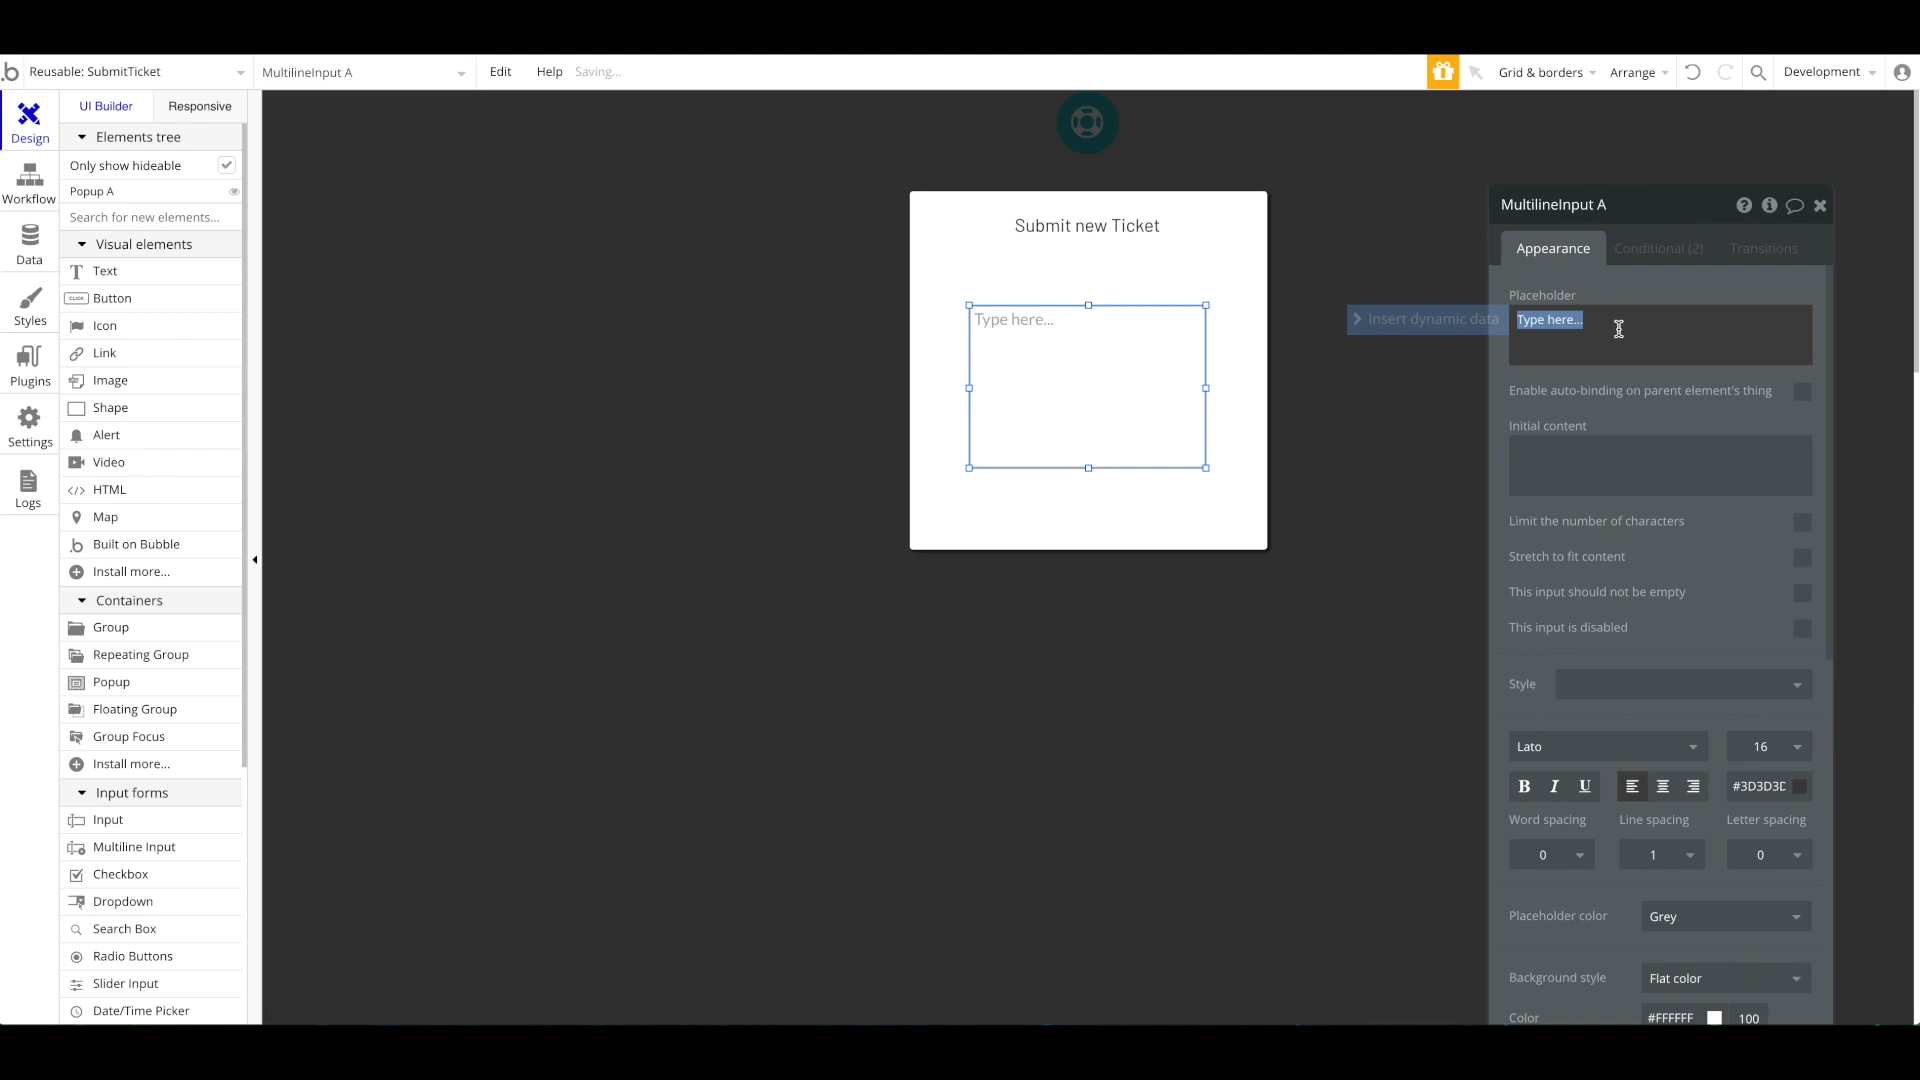 Reusable: SubmitTicket
MultilineInput A
Edit
Help
Saving...
Grid & borders
Arrange
Development
Design
Workflow
Data
Styles
Plugins
Settings
Logs
UI Builder
Responsive
Elements tree
Only show hideable
Popup A
Search for new elements...
Visual elements
Text
CLICK
Button
Icon
Link
Image
Shape
Alert
Video
</> HTML
Map
Built on Bubble
Install more...
Containers
Group
Repeating Group
Popup
Floating Group
Group Focus
Install more...
Input forms
Input
Multiline Input
Checkbox
Dropdown
Search Box
Radio Buttons
Slider Input
Date/Time Picker
Submit new Ticket
Type here...
MultilineInput A
Appearance
Conditional (2)
Transitions
Placeholder
Insert dynamic data
Type here...
Enable auto-binding on parent element's thing
Initial content
Limit the number of characters
Stretch to fit content
This input should not be empty
This input is disabled
Style
Lato
16
B I U
#3D3D3D
Word spacing
Line spacing
Letter spacing
0
1
0
Placeholder color
Grey
Background style
Flat color
Color
#FFFFFF
100